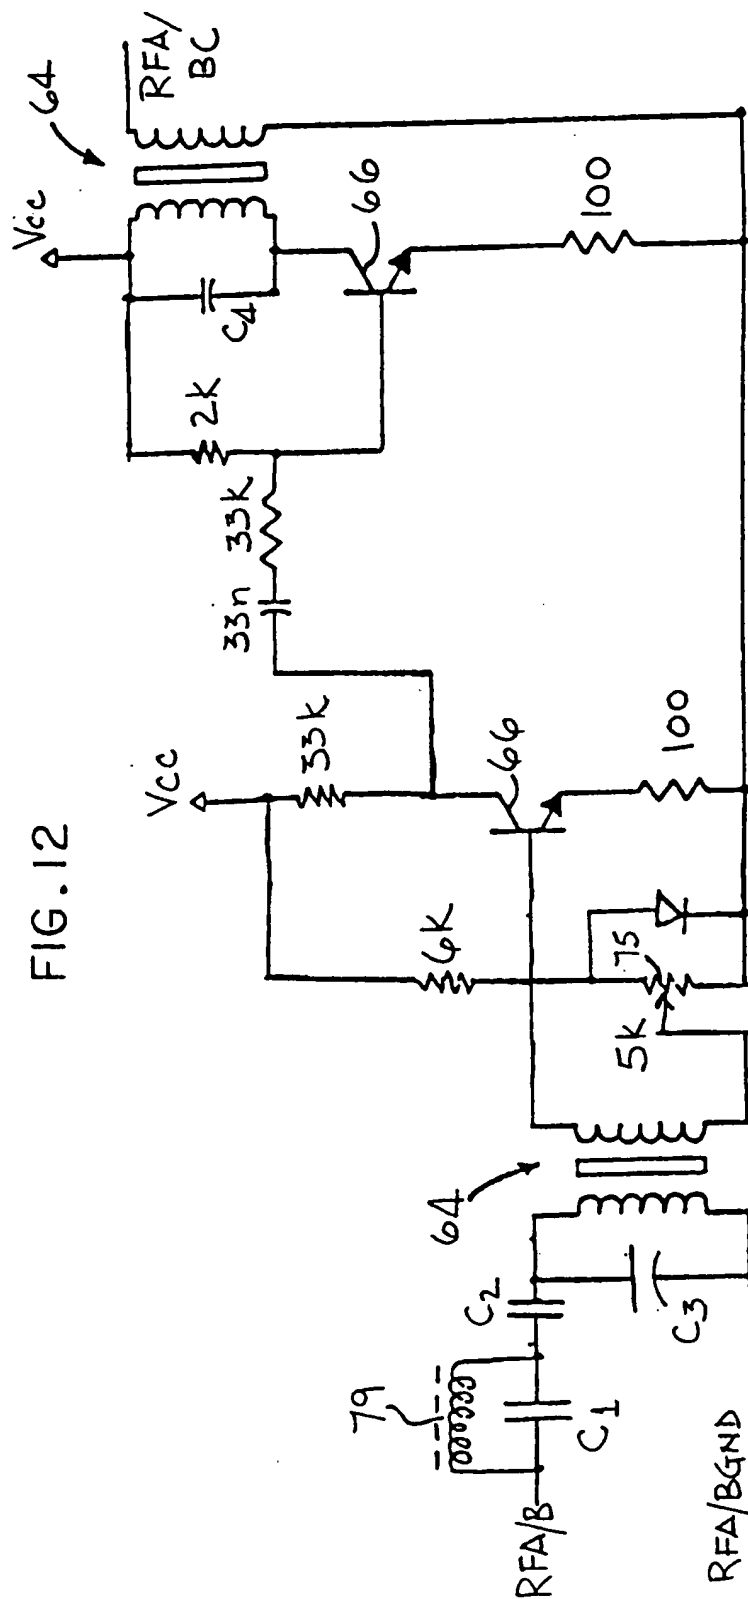 FIG.12
RFA/B
RFA/BGND
79
C1
C2
C3
64
5K
75
6K
Vcc
33K
66
100
33n
33K
2K
C4
Vcc
66
100
64
RFA/
BC